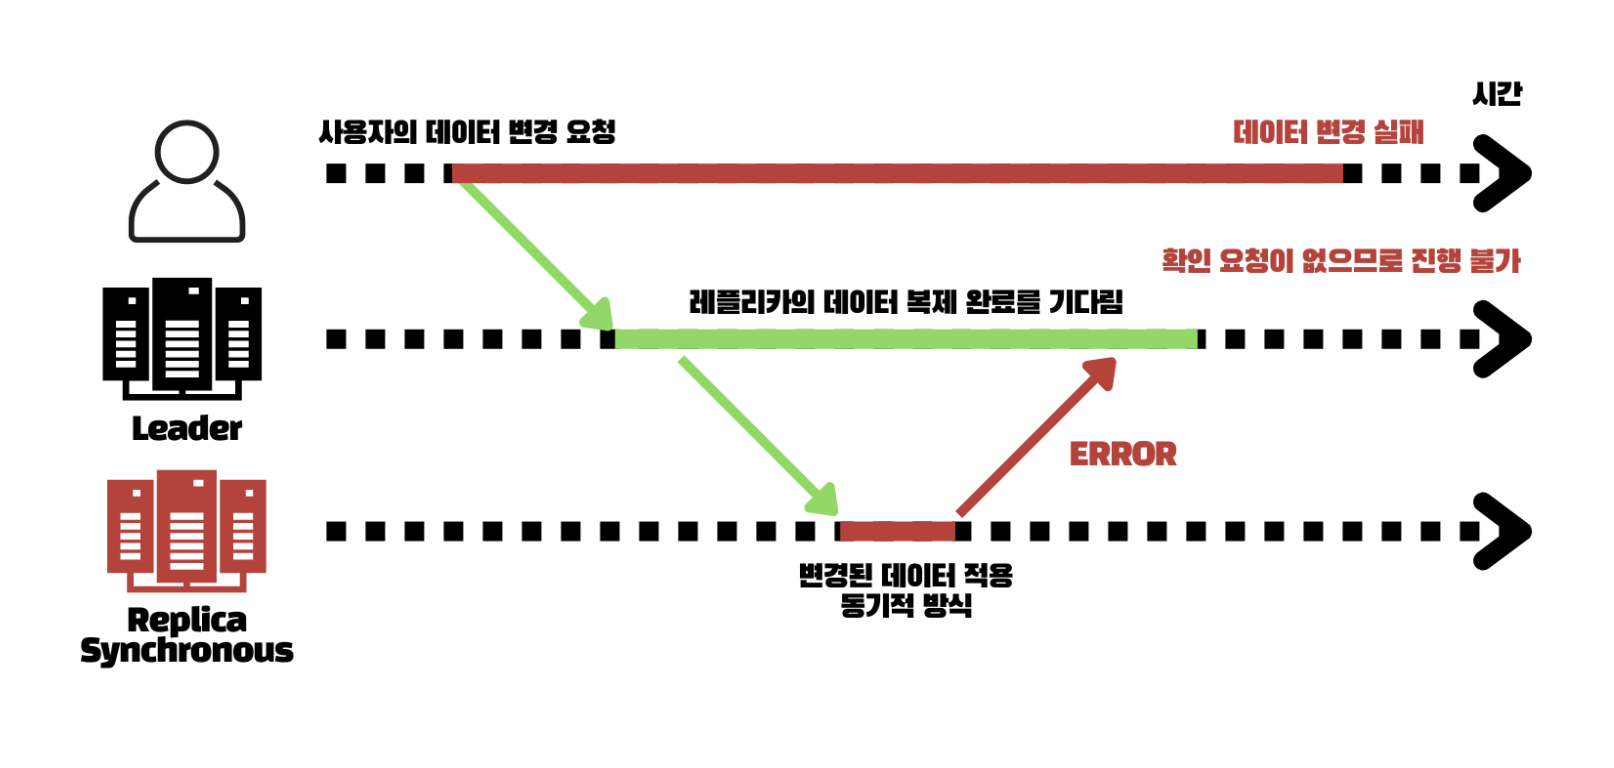 시간
사용자의 데이터 변경 요청
데이터 변경 실패
확인 요청이 없으므로 진행 불가
레플리카의 데이터 복제 완료를 기다림
Leader
ERROR
변경된 데이터 적용
동기적 방식
Replica
Synchronous